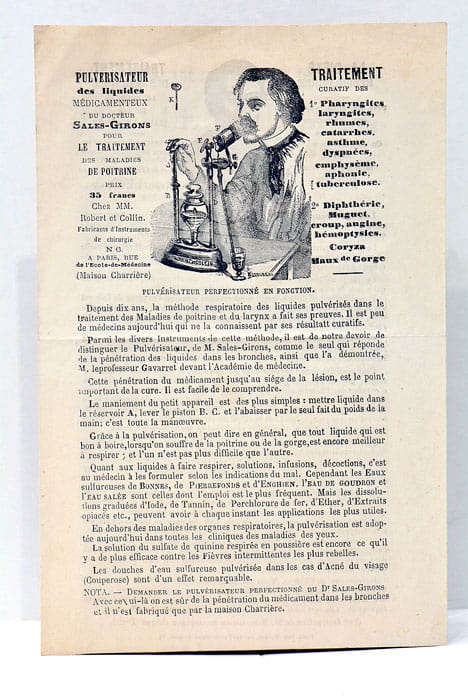 PULVERISATEUR
des liquides
MÉDICAMENTEUX
DU DOCTEUR
SALES-GIRONS
POUR
LE TRAITEMENT
DES MALADIES
DE POITRINE
PRIX
35 francs
Chez MM.
Robert et Collin.
Fabricants d'Instruments
de chirurgie
N 6.
A PARIS, RUE
de l'Ecole-de-Médecine
(Maison Charrière)
K
TRAITEMENT
CURATIF DES
1º Pharyngites
laryngites,
rhumes,
catarrhes,
asthme,
dyspnées,
emphysème,
aphonie,
tuberculose.
2º Diphthérie,
Muguet,
croup, angine,
hémoptysies.
Coryza
Maux de Gorge
PULVÉRISATEUR PERFECTIONNÉ EN FONCTION.
Depuis dix ans, la méthode respiratoire des liquides pulvérisés dans le
traitement des Maladies de poitrine et du larynx a fait ses preuves. Il est peu
de médecins aujourd'hui qui ne la connaissent par ses résultatt curatifs.
Parmi les divers instruments de cette méthode, il est de notre devoir de
distinguer le Pulvérisateur, de M. Sales-Girons, comme le seul qui réponde
de la pénétration des liquides dans les bronches, ainsi que l'a démontrée,
M. leprofesseur Gavarret devant l'Académie de médecine.
Cette pénétration du médicament jusqu'au siége de la lésion, est le point
important de la cure. Il est facile de le comprendre.
Le maniement du petit appareil est des plus simples : mettre liquide dans
le réservoir A, lever le piston B. C. et l'abaisser par le seul fait du poids de la
main; c'est toute la manœuvre.
Grâce à la pulvérisation, on peut dire en général, que tout liquide qui est
bon à boire, lorsqu'on souffre de la poitrine ou de la gorge, est encore meilleur
à respirer ; et l'un n'est pas plus difficile que l'autre.
Quant aux liquides à faire respirer, solutions, infusions, décoctions, c'est
au médecin à les formuler selon les indications du mal. Cependant les Eaux
sulfureuses de BONNES, de PIERREFONDS et d'ENGHIEN, l'EAU DE GOUDRON et
l'EAU SALÉE sont celles dont l'emploi est le plus fréquent. Mais les dissolu-
tions graduées d'Iode, de Tannin, de Perchlorure de fer, d'Ether, d'Extraits
opiacés etc., peuvent avoir à chaque instant les applications les plus utiles.
En dehors des maladies des organes respiratoires, la pulvérisation est adop-
tée aujourd'hui dans toutes les cliniques des maladies des yeux.
La solution du sulfate de quinine respirée en poussière est encore ce qu'il
y a de plus efficace contre les Fièvres intermittentes les plus rebelles.
Les douches d'eau sulfureuse pulvérisée dans les cas d'Acné du visage
(Couperose) sont d'un effet remarquable.
NOTA. — DEMANDER LE PULVÉRISATEUR PERFECTIONNÉ DU Dr SALES-GIRONS
Avec celui-là on est sûr de la pénétration du médicament dans les bronches
et il n'est fabriqué que par la maison Charrière.